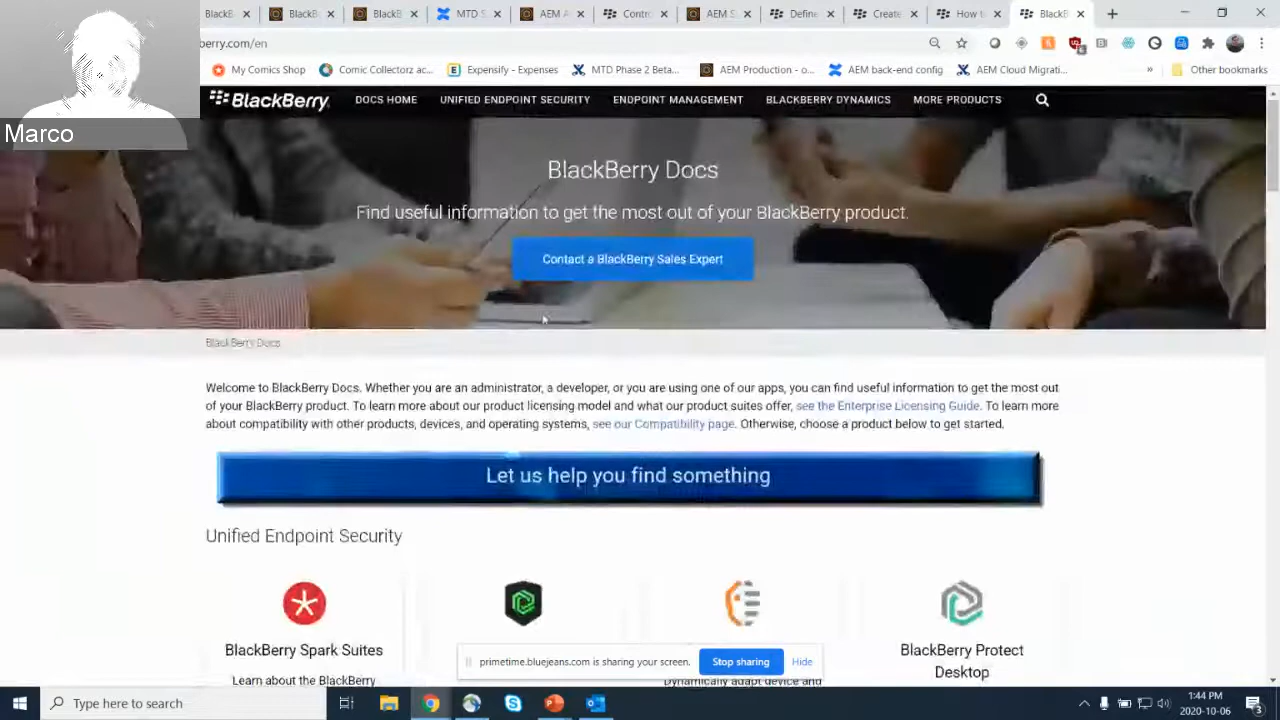 BlackB
BlackB
BlackB
MTD S
AEM A
Contro
AEM S
Define
Create
How to
BlackB
berry.com/en
My Comics Shop
Comic Collectorz ac...
Expensify - Expenses
MTD Phase 2 Beta...
AEM Production - o...
AEM back-end config
AEM Cloud Migrati...
»
Other bookmarks
Marco
BlackBerry
DOCS HOME
UNIFIED ENDPOINT SECURITY
ENDPOINT MANAGEMENT
BLACKBERRY DYNAMICS
MORE PRODUCTS
BlackBerry Docs
Find useful information to get the most out of your BlackBerry product.
Contact a BlackBerry Sales Expert
BlackBerry Docs
Welcome to BlackBerry Docs. Whether you are an administrator, a developer, or you are using one of our apps, you can find useful information to get the most out
of your BlackBerry product. To learn more about our product licensing model and what our product suites offer, see the Enterprise Licensing Guide. To learn more
about compatibility with other products, devices, and operating systems, see our Compatibility page. Otherwise, choose a product below to get started.
Let us help you find something
Unified Endpoint Security
BlackBerry Spark Suites
Learn about the BlackBerry
Dynamically adapt device and
BlackBerry Protect
Desktop
primetime.bluejeans.com is sharing your screen.
Stop sharing
Hide
Type here to search
1:44 PM
2020-10-06
3